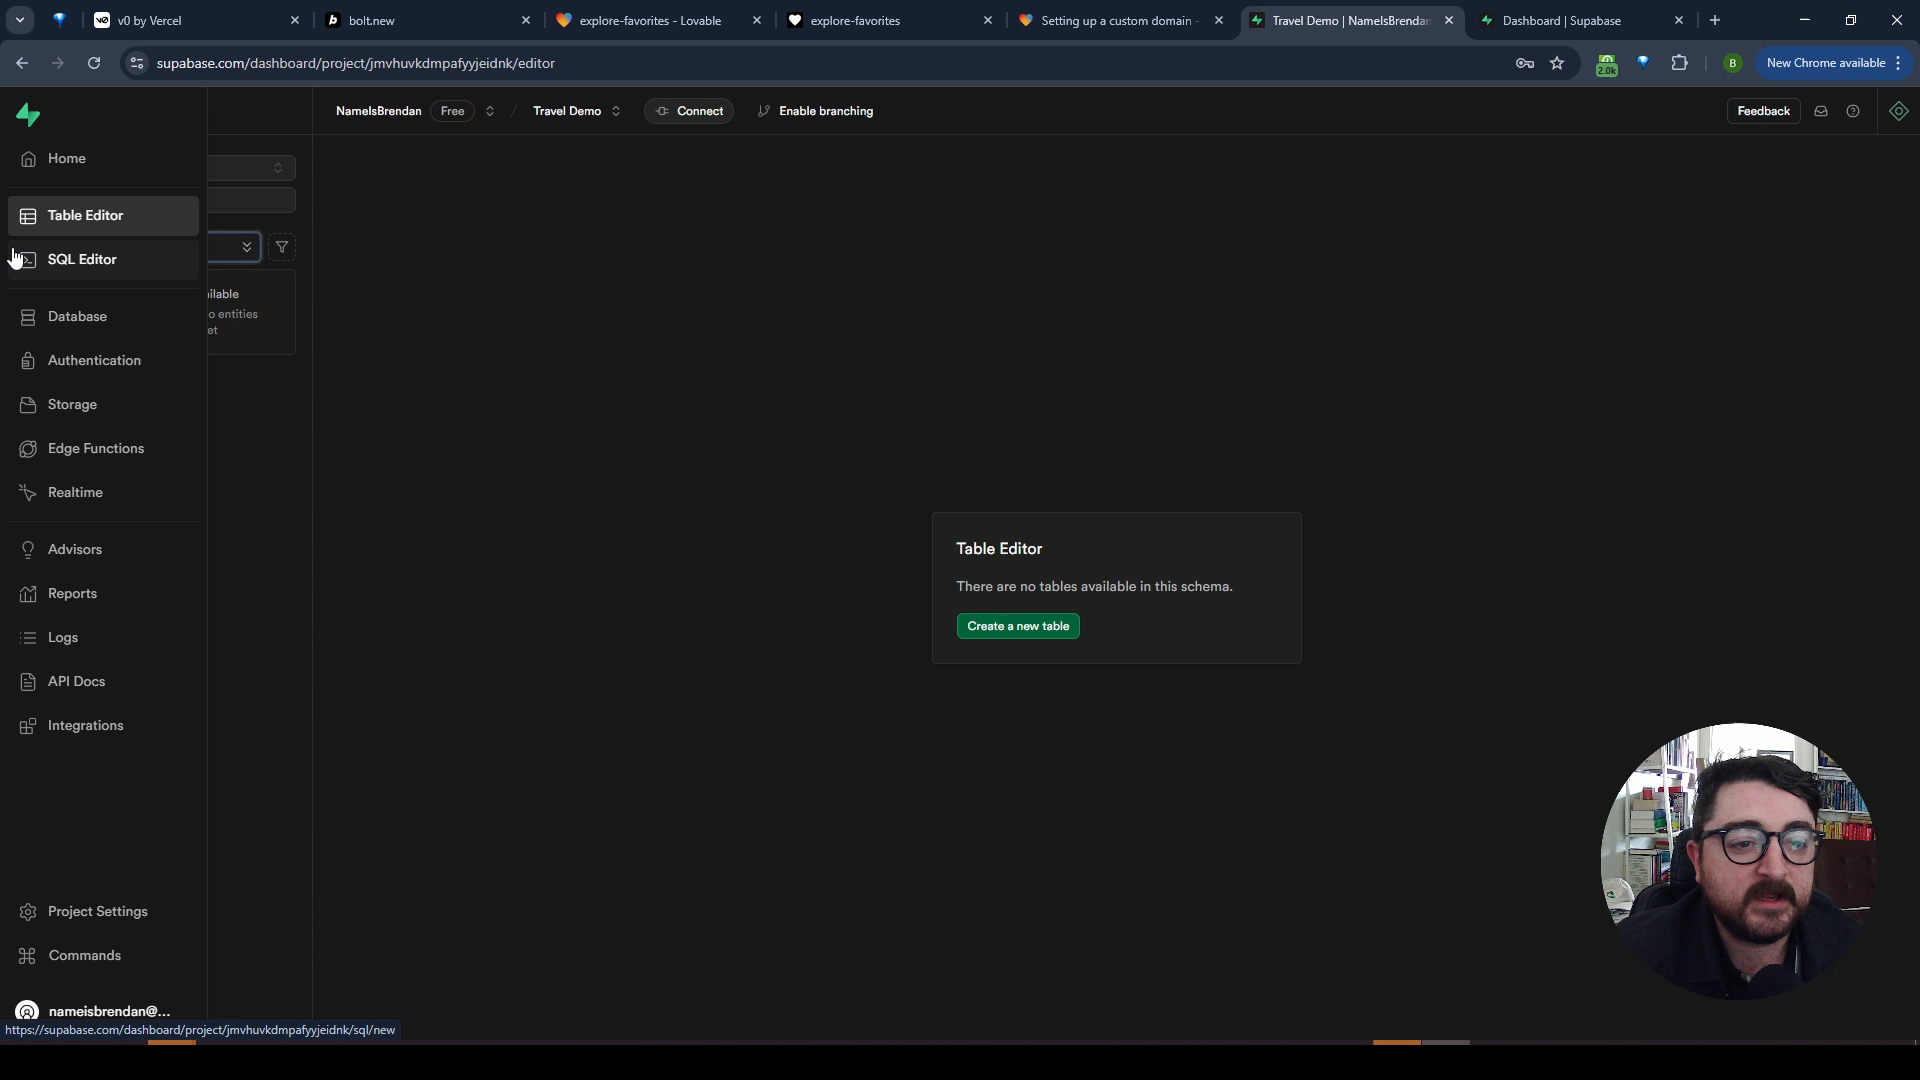 v0 by Vercel
bolt.new
explore-favorites - Lovable
explore-favorites
Setting up a custom domain -
Travel Demo | NameIsBrendan
Dashboard | Supabase
supabase.com/dashboard/project/jmvhuvkdmpafyyjeidnk/editor
2.0k
B
New Chrome available
NameIsBrendan
Free
/
Travel Demo
Connect
Enable branching
Feedback
Home
Table Editor
SQL Editor
Database
Authentication
Storage
Edge Functions
Realtime
Advisors
Reports
Logs
API Docs
Integrations
Project Settings
Commands
nameisbrendan@...
ilable
o entities
et
Table Editor
There are no tables available in this schema.
Create a new table
https://supabase.com/dashboard/project/jmvhuvkdmpafyyjeidnk/sql/new